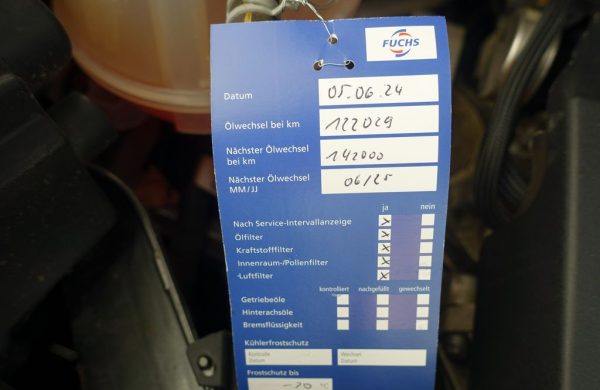 FUCHS
Datum 05.06.24
Ölwechsel bei km 122029
Nächster Ölwechsel
bei km 142000
Nächster Ölwechsel
MM/JJ 06/25
ja nein
Nach Service-Intervallanzeige
Ölfilter
Kraftstofffilter
Innenraum-/Pollenfilter
-Luftfilter
kontrolliert nachgefüllt gewechselt
Getriebeöle
Hinterachsöle
Bremsflüssigkeit
Kühlerfrostschutz
Kontrolle Wechsel
Datum Datum
Frostschutz bis
°C